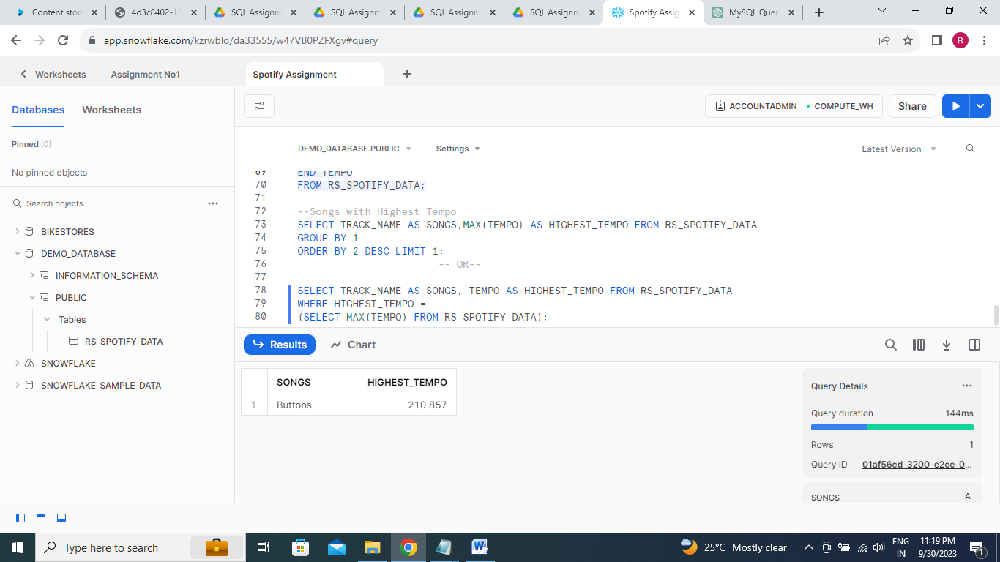 Content stor
4d3c8402-13
SQL Assignm
SQL Assignm
SQL Assignm
SQL Assignm
Spotify Assig
MySQL Quer
app.snowflake.com/kzrwblq/da33555/w47VB0PZFXgv#query
R
Worksheets
Assignment No1
Spotify Assignment
Databases
Worksheets
ACCOUNTADMIN
COMPUTE_WH
Share
Pinned (0)
No pinned objects
Search objects
BIKESTORES
DEMO_DATABASE
INFORMATION_SCHEMA
PUBLIC
Tables
RS_SPOTIFY_DATA
SNOWFLAKE
SNOWFLAKE_SAMPLE_DATA
DEMO_DATABASE.PUBLIC
Settings
Latest Version
69 END TEMPO
70 FROM RS_SPOTIFY_DATA;
71
72 --Songs with Highest Tempo
73 SELECT TRACK_NAME AS SONGS,MAX(TEMPO) AS HIGHEST_TEMPO FROM RS_SPOTIFY_DATA
74 GROUP BY 1
75 ORDER BY 2 DESC LIMIT 1;
76 -- OR--
77
78 SELECT TRACK_NAME AS SONGS, TEMPO AS HIGHEST_TEMPO FROM RS_SPOTIFY_DATA
79 WHERE HIGHEST_TEMPO =
80 (SELECT MAX(TEMPO) FROM RS_SPOTIFY_DATA);
Results
Chart
SONGS HIGHEST_TEMPO
1 Buttons 210.857
Query Details
Query duration 144ms
Rows 1
Query ID 01af56ed-3200-e2ee-0...
SONGS A
Type here to search
25°C Mostly clear
ENG
IN
11:19 PM
9/30/2023
1